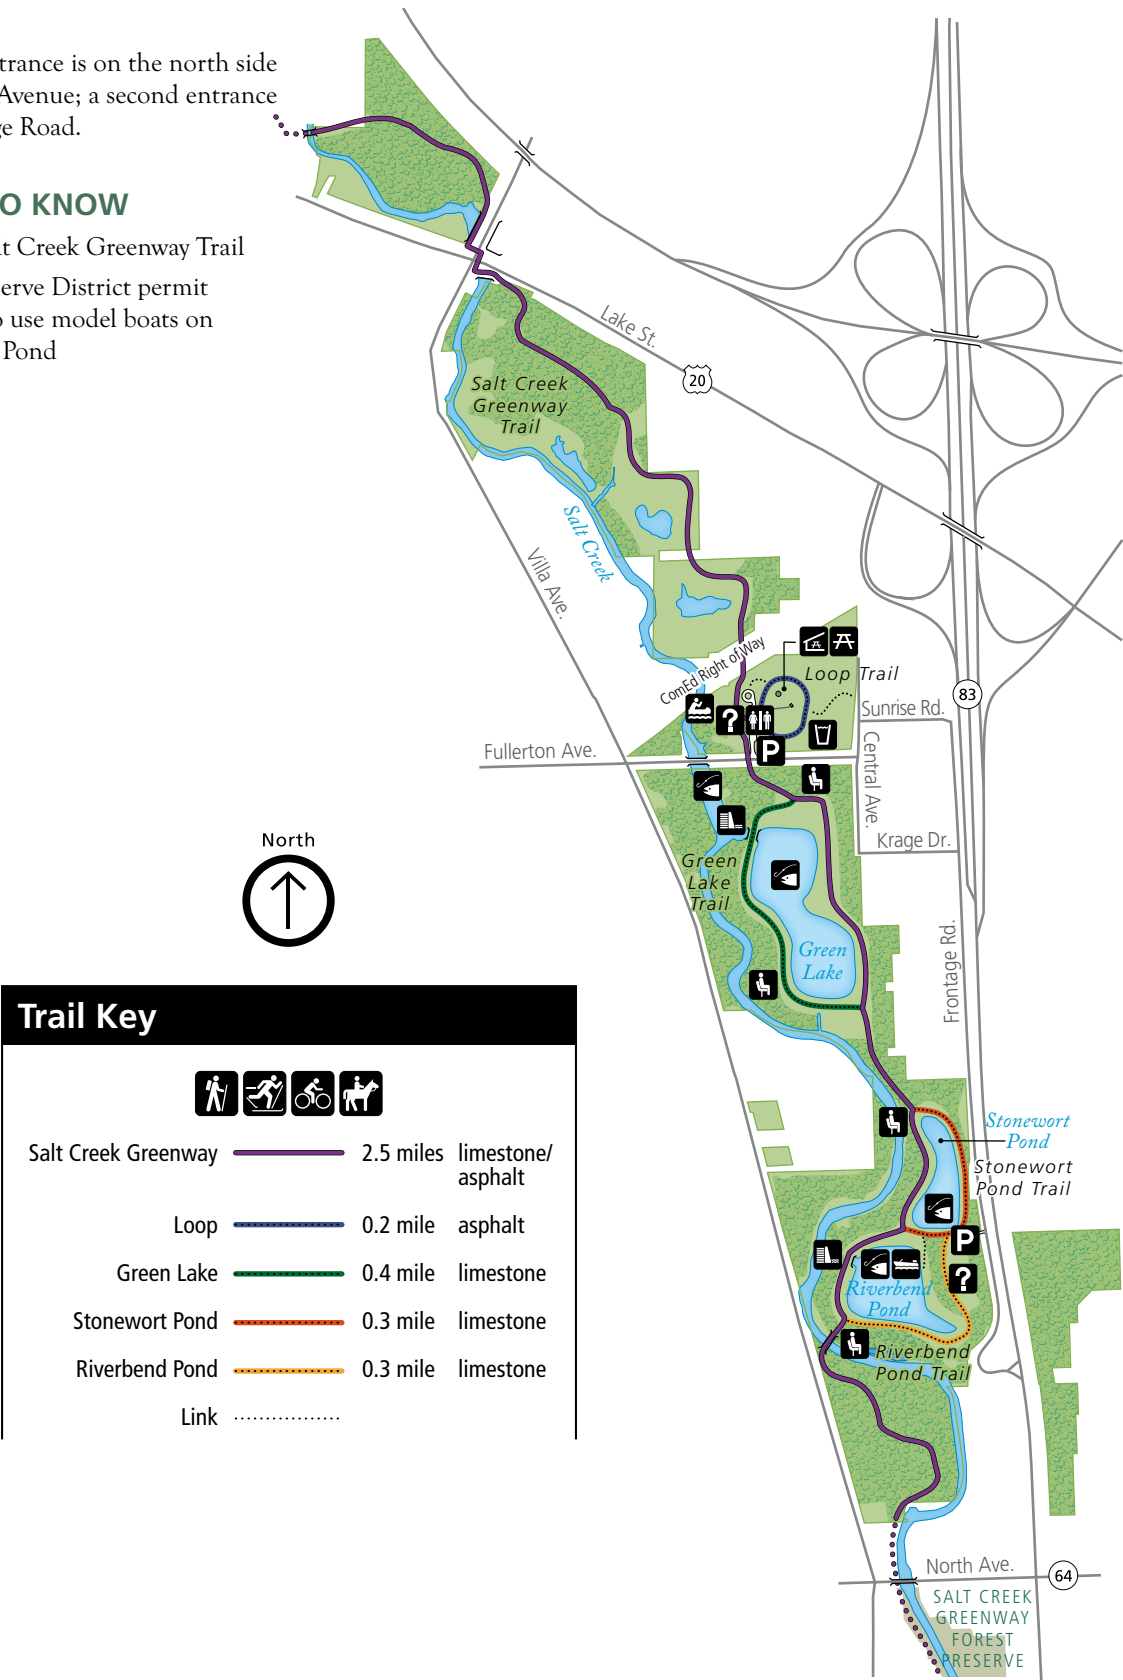 trance is on the north side
Avenue; a second entrance
ge Road.
O KNOW
lt Creek Greenway Trail
erve District permit
o use model boats on
Pond
Lake St.
20
Salt Creek
Greenway
Trail
Salt Creek
Villa Ave.
ComEd Right of Way
Loop Trail
83
Sunrise Rd.
?
P
Fullerton Ave.
Central Ave.
Krage Dr.
North
Green
Lake
Trail
Green
Lake
Frontage Rd.
Trail Key
Salt Creek Greenway 2.5 miles limestone/
asphalt
Loop 0.2 mile asphalt
Green Lake 0.4 mile limestone
Stonewort Pond 0.3 mile limestone
Riverbend Pond 0.3 mile limestone
Link
Stonewort
Pond
Stonewort
Pond Trail
P
?
Riverbend
Pond
Riverbend
Pond Trail
North Ave.
64
SALT CREEK
GREENWAY
FOREST
PRESERVE